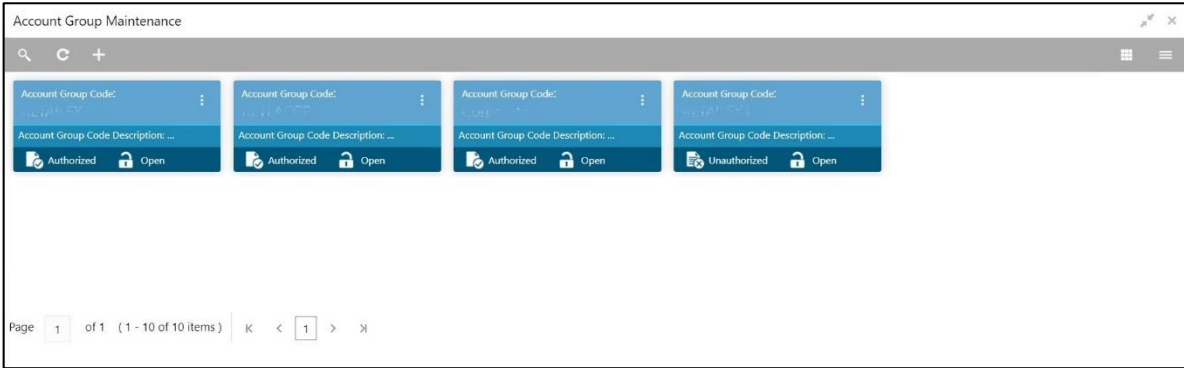 Account Group Maintenance
Account Group Code: Account Group Code: Account Group Code: Account Group Code:
Account Group Code Description: ... Account Group Code Description: ... Account Group Code Description: ... Account Group Code Description: ...
Authorized Open Authorized Open Authorized Open Unauthorized Open
Page 1 of 1 ( 1 - 10 of 10 items ) 1